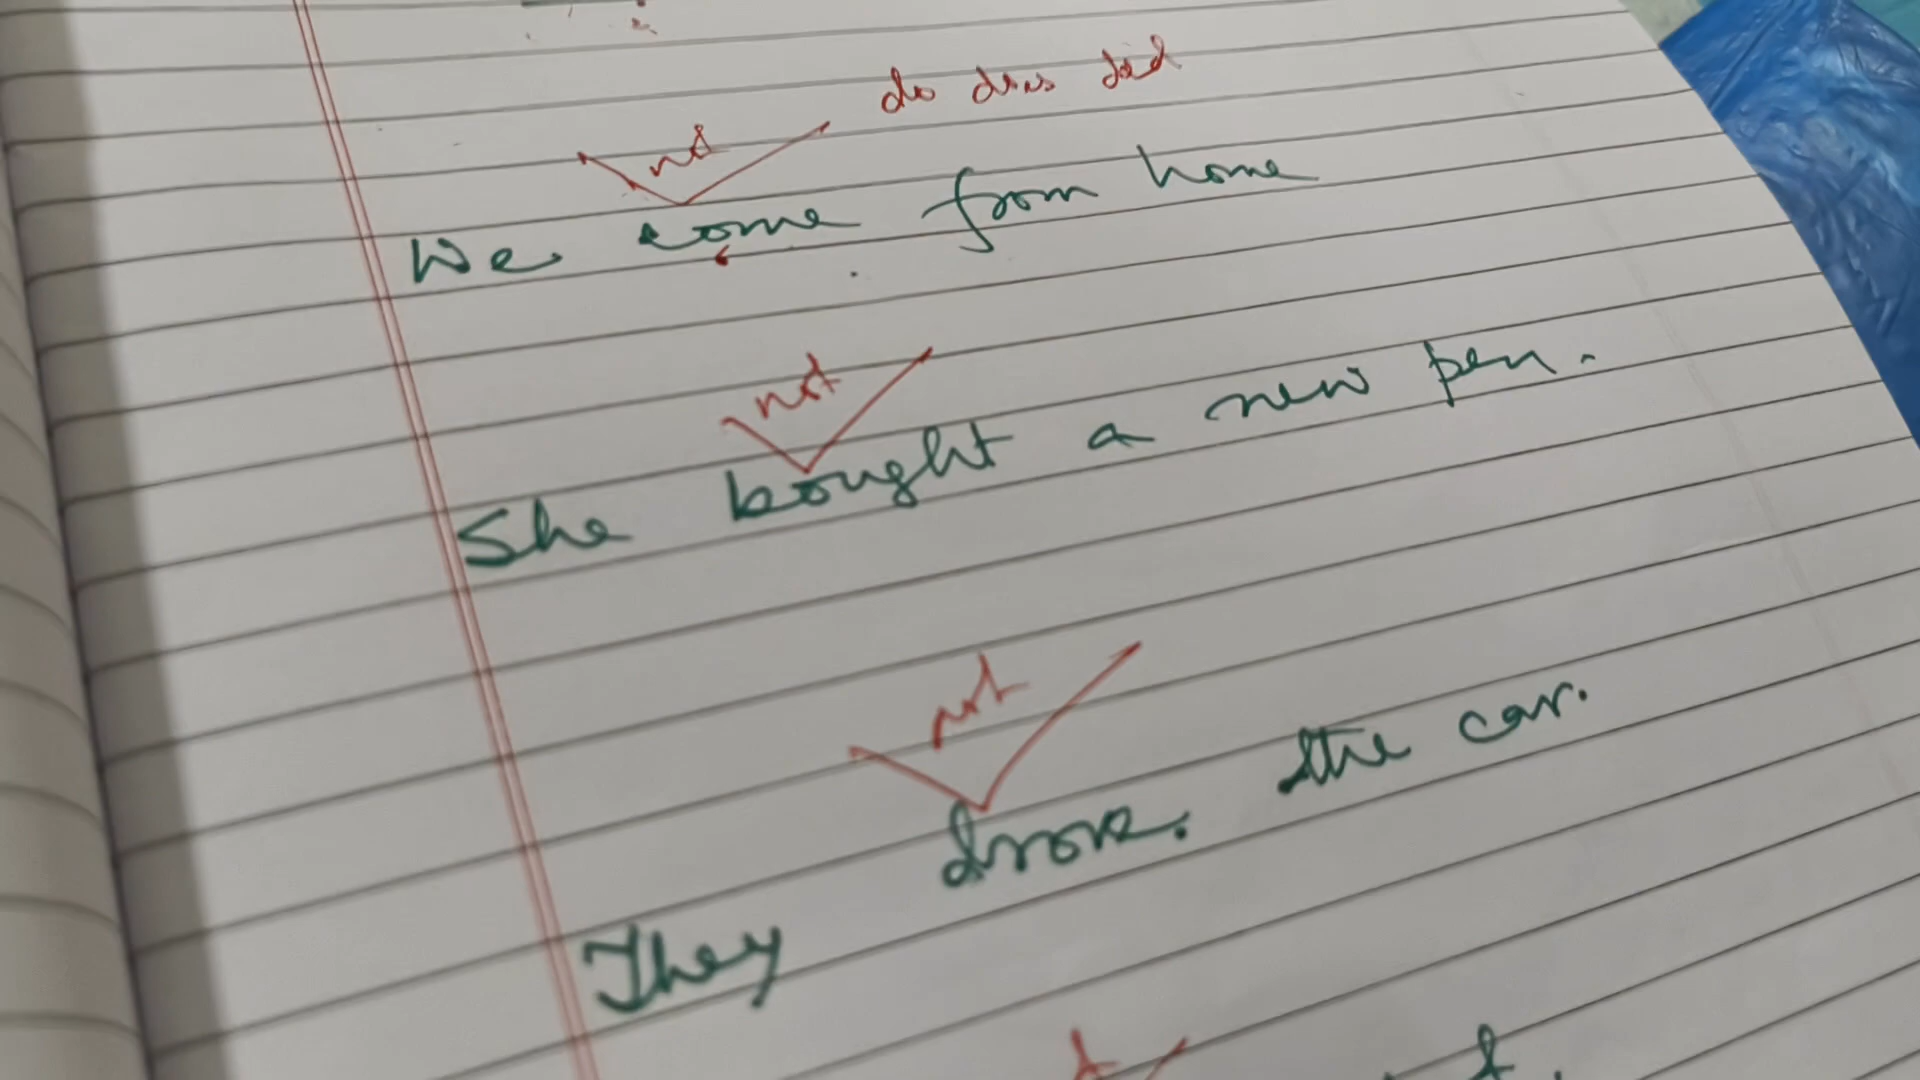 do does did
not
We come from home
not
She bought a new pen.
not
They drove. the car.